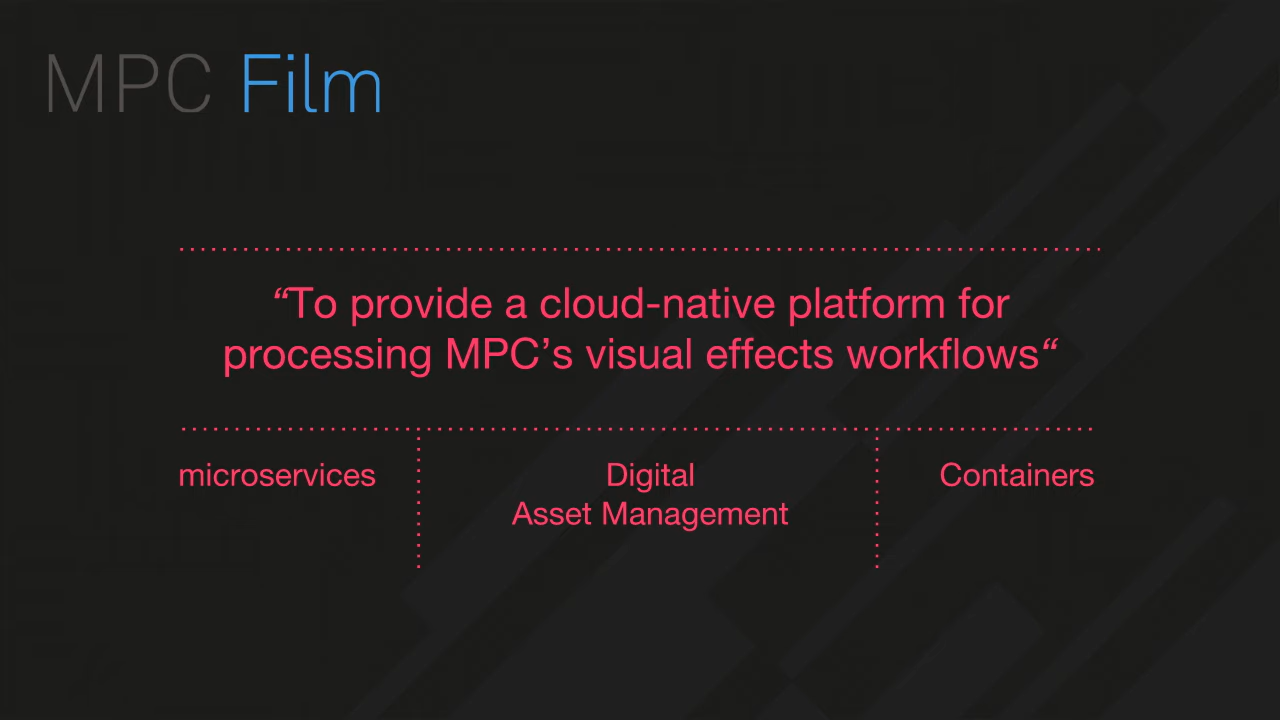 MPC Film
“To provide a cloud-native platform for
processing MPC’s visual effects workflows“
microservices
Digital
Asset Management
Containers